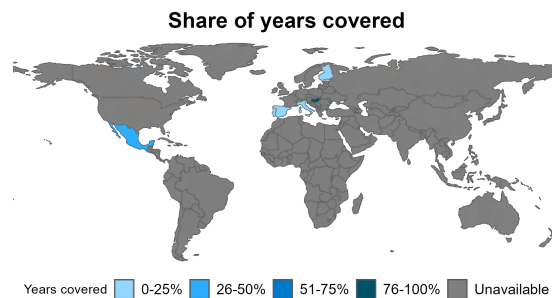 Share of years covered
Years covered 0-25% 26-50% 51-75% 76-100% Unavailable